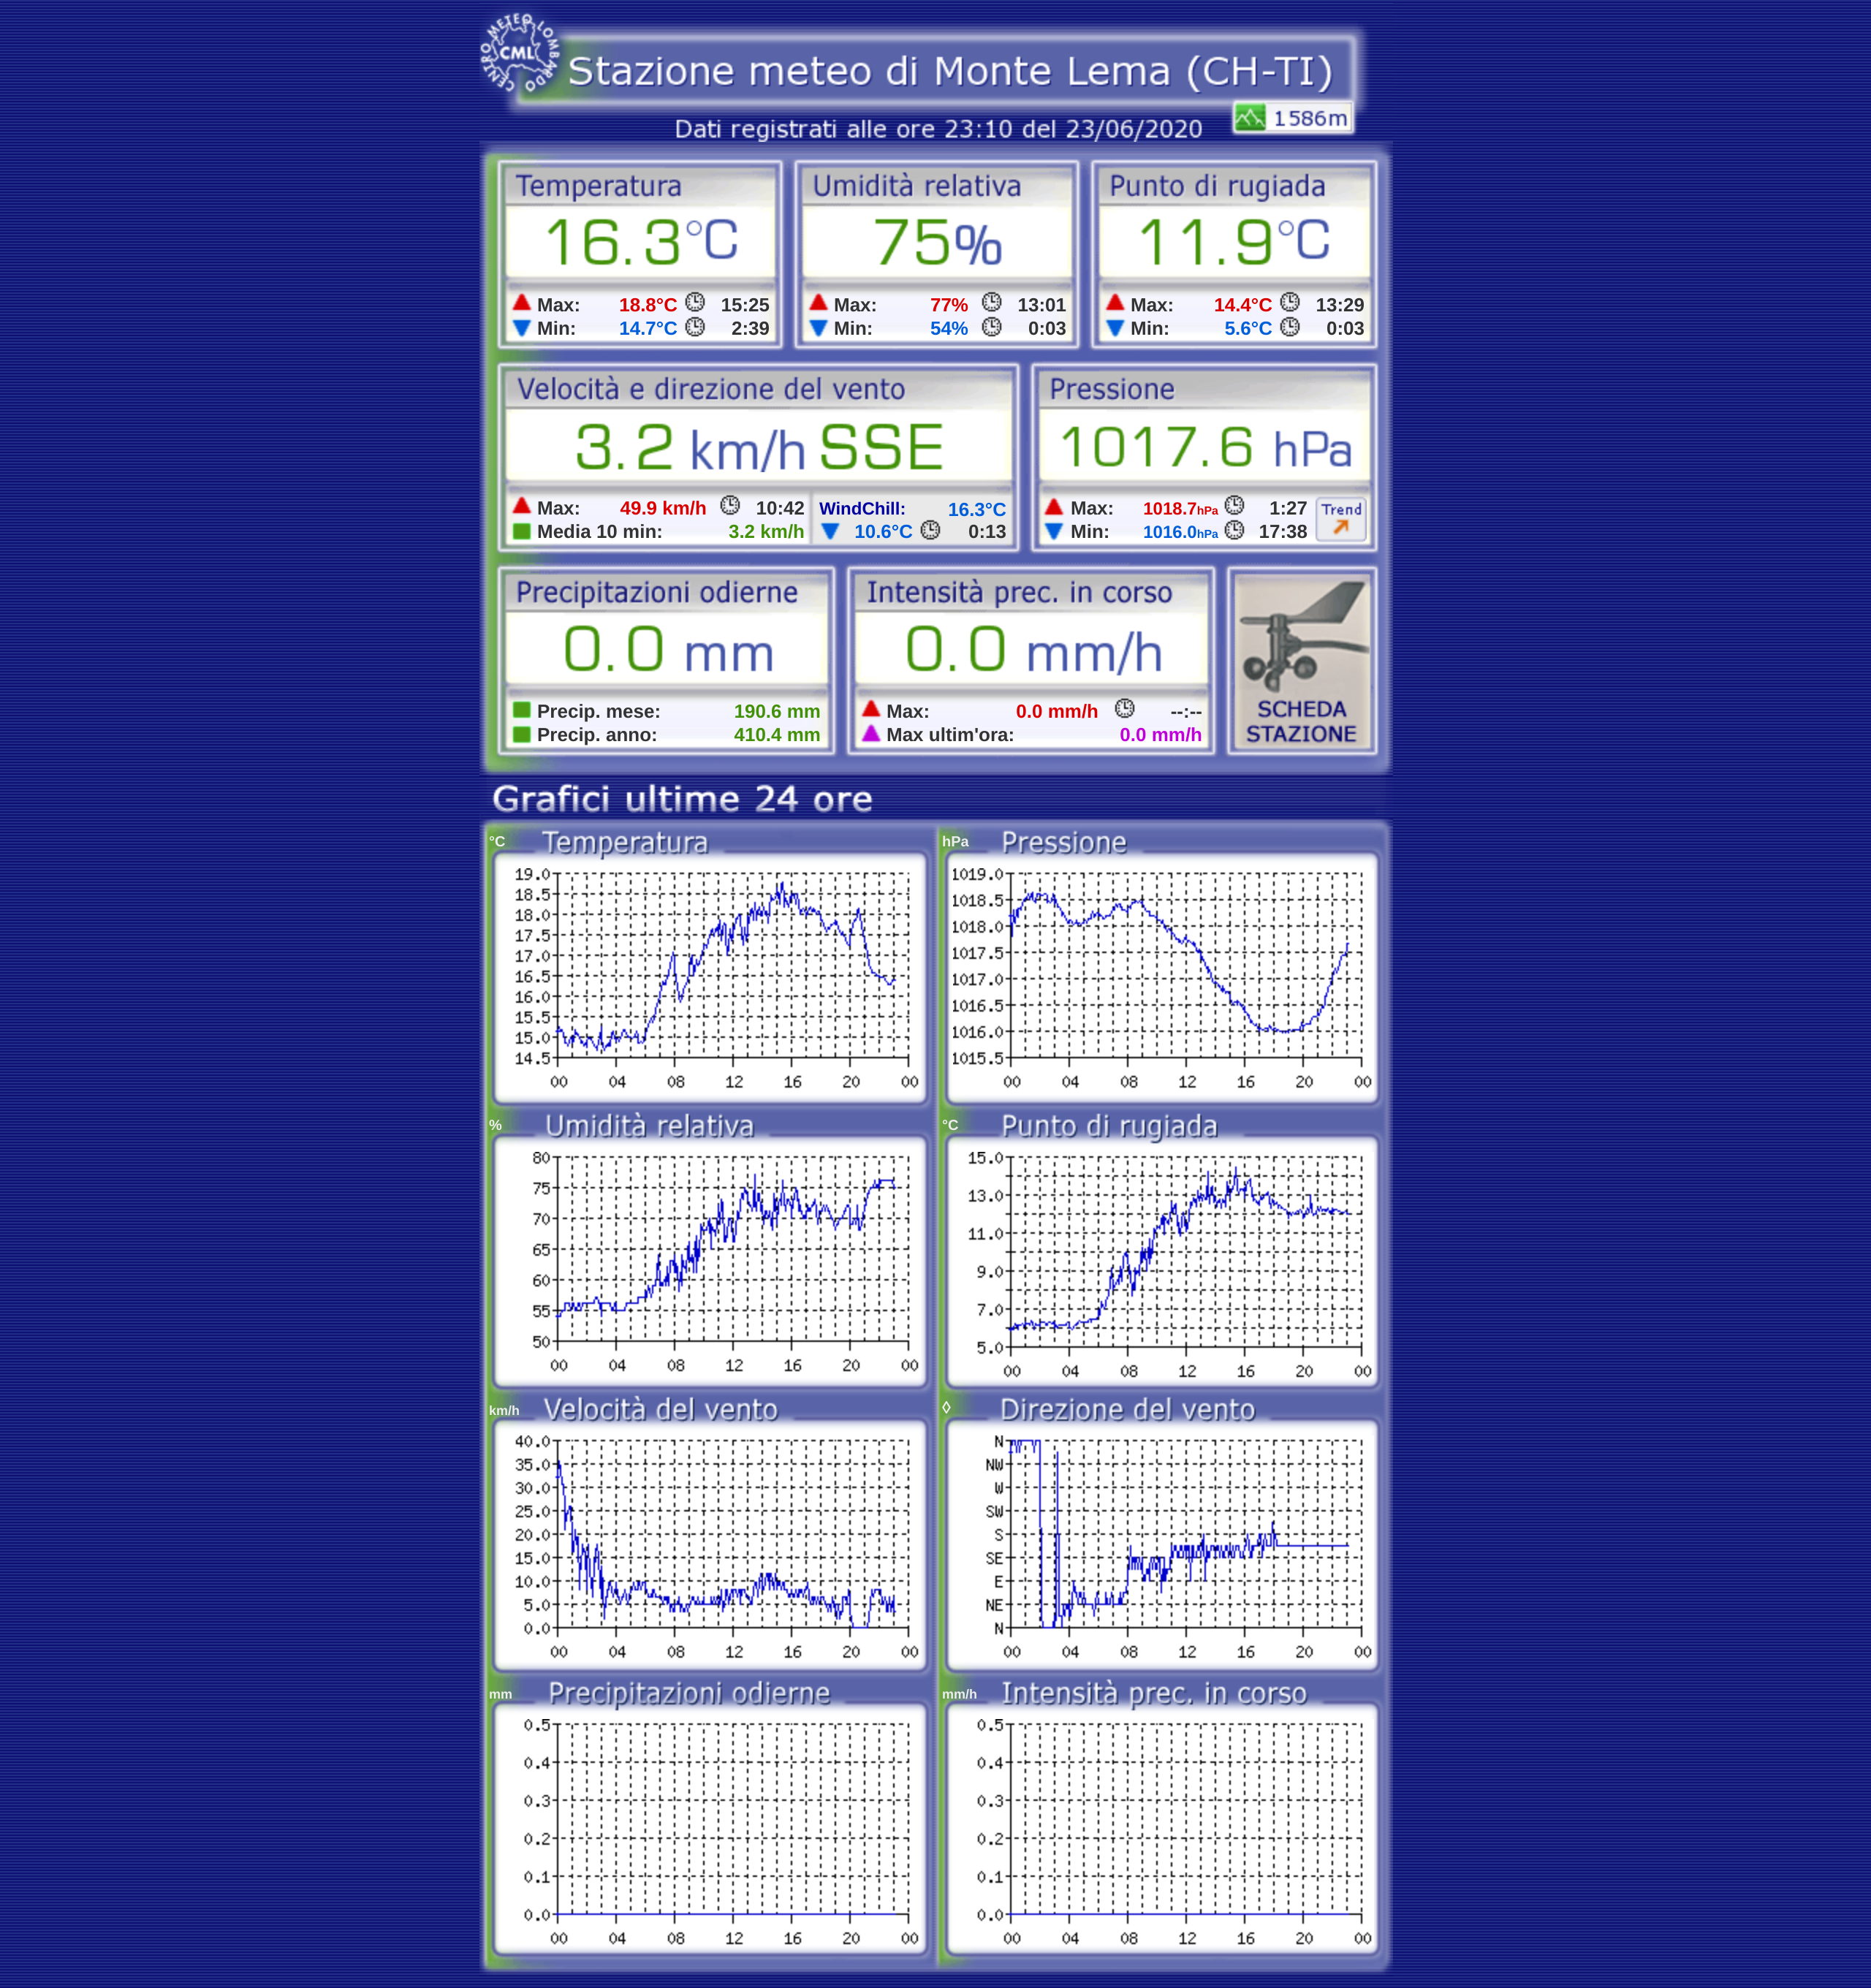 CENTRO METEO LOMBARDO
CML
Stazione meteo di Monte Lema (CH-TI)
1586m
Dati registrati alle ore 23:10 del 23/06/2020
Temperatura
16.3°C
Max: 18.8°C 15:25
Min: 14.7°C 2:39
Umidità relativa
75%
Max: 77% 13:01
Min: 54% 0:03
Punto di rugiada
11.9°C
Max: 14.4°C 13:29
Min: 5.6°C 0:03
Velocità e direzione del vento
3.2 km/h SSE
Max: 49.9 km/h 10:42
Media 10 min: 3.2 km/h
WindChill: 16.3°C
10.6°C 0:13
Pressione
1017.6 hPa
Max: 1018.7hPa 1:27
Min: 1016.0hPa 17:38
Trend
Precipitazioni odierne
0.0 mm
Precip. mese: 190.6 mm
Precip. anno: 410.4 mm
Intensità prec. in corso
0.0 mm/h
Max: 0.0 mm/h --:--
Max ultim'ora: 0.0 mm/h
SCHEDA
STAZIONE
Grafici ultime 24 ore
°C Temperatura
19.0
18.5
18.0
17.5
17.0
16.5
16.0
15.5
15.0
14.5
00 04 08 12 16 20 00
hPa Pressione
1019.0
1018.5
1018.0
1017.5
1017.0
1016.5
1016.0
1015.5
00 04 08 12 16 20 00
% Umidità relativa
80
75
70
65
60
55
50
00 04 08 12 16 20 00
°C Punto di rugiada
15.0
13.0
11.0
9.0
7.0
5.0
00 04 08 12 16 20 00
km/h Velocità del vento
40.0
35.0
30.0
25.0
20.0
15.0
10.0
5.0
0.0
00 04 08 12 16 20 00
◊ Direzione del vento
N
NW
W
SW
S
SE
E
NE
N
00 04 08 12 16 20 00
mm Precipitazioni odierne
0.5
0.4
0.3
0.2
0.1
0.0
00 04 08 12 16 20 00
mm/h Intensità prec. in corso
0.5
0.4
0.3
0.2
0.1
0.0
00 04 08 12 16 20 00